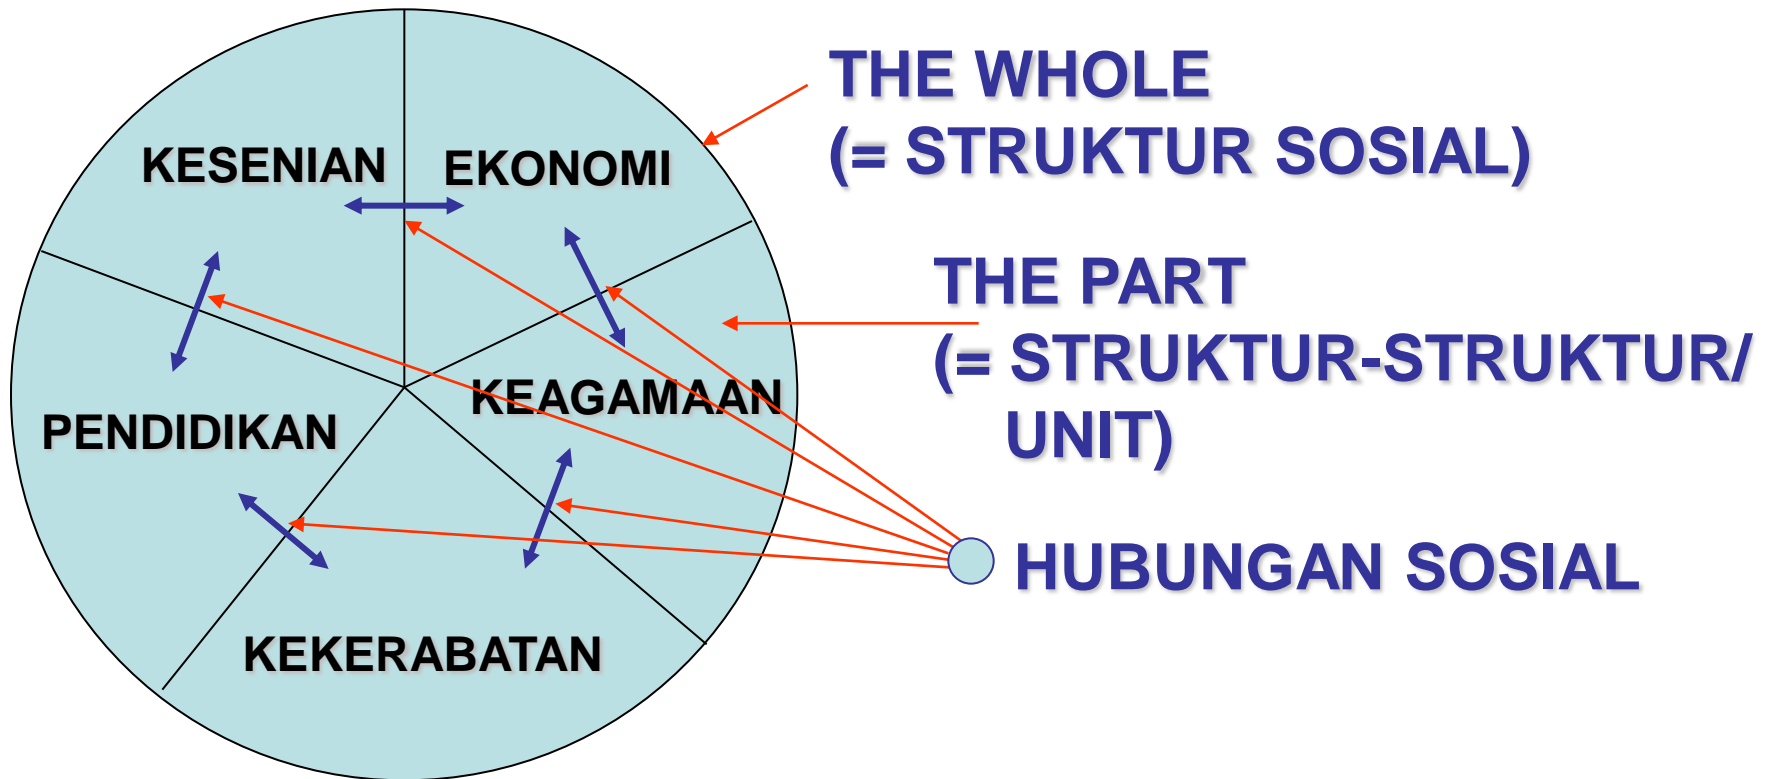 THE WHOLE
(= STRUKTUR SOSIAL)
KESENIAN
EKONOMI
THE PART
(= STRUKTUR-STRUKTUR/
UNIT)
KEAGAMAAN
PENDIDIKAN
HUBUNGAN SOSIAL
KEKERABATAN